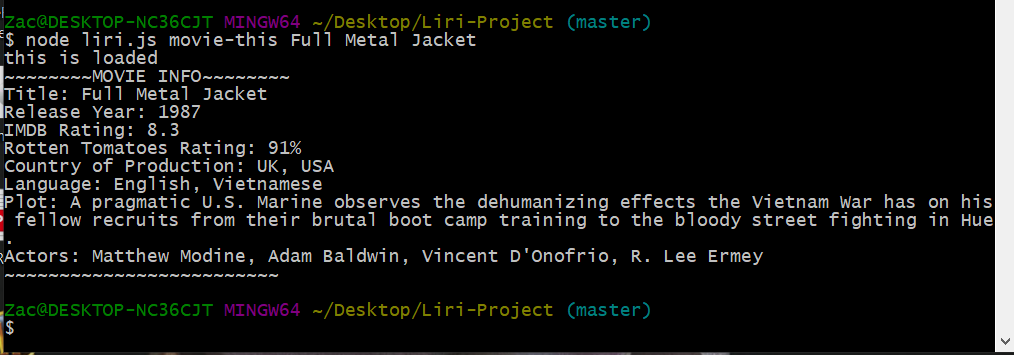 Zac@DESKTOP-NC36CJT MINGW64 ~/Desktop/Liri-Project (master)
$ node liri.js movie-this Full Metal Jacket
this is loaded
~~~~~~~~MOVIE INFO~~~~~~~~
Title: Full Metal Jacket
Release Year: 1987
IMDB Rating: 8.3
Rotten Tomatoes Rating: 91%
Country of Production: UK, USA
Language: English, Vietnamese
Plot: A pragmatic U.S. Marine observes the dehumanizing effects the Vietnam War has on his
 fellow recruits from their brutal boot camp training to the bloody street fighting in Hue
.
Actors: Matthew Modine, Adam Baldwin, Vincent D'Onofrio, R. Lee Ermey
~~~~~~~~~~~~~~~~~~~~~~~~~
Zac@DESKTOP-NC36CJT MINGW64 ~/Desktop/Liri-Project (master)
$